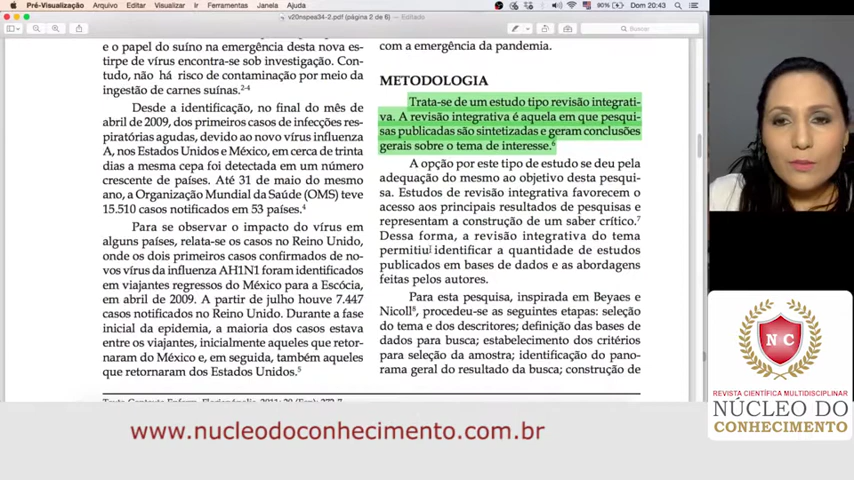 Pré-Visualização Arquivo Editar Visualizar Ir Ferramentas Janela Ajuda
90% Dom 20:43
v20nspea34-2.pdf (página 2 de 6) — Editado
Buscar
e o papel do suíno na emergência desta nova es-
tirpe de vírus encontra-se sob investigação. Con-
tudo, não há risco de contaminação por meio da
ingestão de carnes suínas.2-4
Desde a identificação, no final do mês de
abril de 2009, dos primeiros casos de infecções res-
piratórias agudas, devido ao novo vírus influenza
A, nos Estados Unidos e México, em cerca de trinta
dias a mesma cepa foi detectada em um número
crescente de países. Até 31 de maio do mesmo
ano, a Organização Mundial da Saúde (OMS) teve
15.510 casos notificados em 53 países.4
Para se observar o impacto do vírus em
alguns países, relata-se os casos no Reino Unido,
onde os dois primeiros casos confirmados de no-
vos vírus da influenza AH1N1 foram identificados
em viajantes regressos do México para a Escócia,
em abril de 2009. A partir de julho houve 7.447
casos notificados no Reino Unido. Durante a fase
inicial da epidemia, a maioria dos casos estava
entre os viajantes, inicialmente aqueles que retor-
naram do México e, em seguida, também aqueles
que retornaram dos Estados Unidos.5
com a emergência da pandemia.
METODOLOGIA
Trata-se de um estudo tipo revisão integrati-
va. A revisão integrativa é aquela em que pesqui-
sas publicadas são sintetizadas e geram conclusões
gerais sobre o tema de interesse.6
A opção por este tipo de estudo se deu pela
adequação do mesmo ao objetivo desta pesqui-
sa. Estudos de revisão integrativa favorecem o
acesso aos principais resultados de pesquisas e
representam a construção de um saber crítico.7
Dessa forma, a revisão integrativa do tema
permitiu identificar a quantidade de estudos
publicados em bases de dados e as abordagens
feitas pelos autores.
Para esta pesquisa, inspirada em Beyaes e
Nicoll8, procedeu-se as seguintes etapas: seleção
do tema e dos descritores; definição das bases de
dados para busca; estabelecimento dos critérios
para seleção da amostra; identificação do pano-
rama geral do resultado da busca; construção de
www.nucleodoconhecimento.com.br
NC
REVISTA CIENTÍFICA MULTIDISCIPLINAR
NÚCLEO DO
CONHECIMENTO